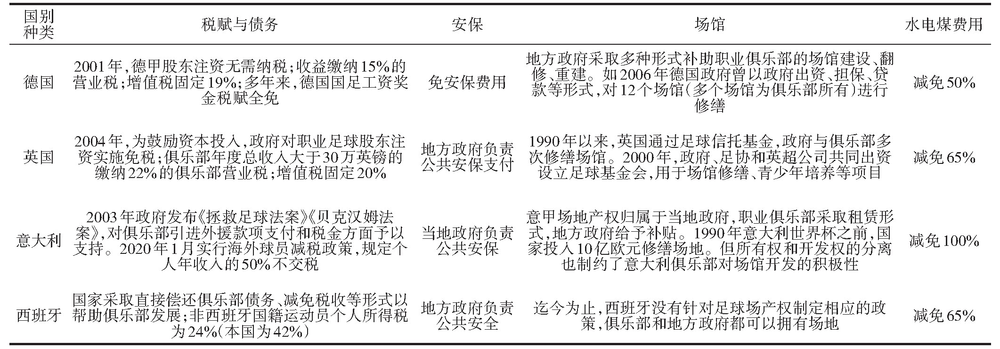 国别
种类
税赋与债务
安保
场馆
水电煤费用
德国
2001年,德甲股东注资无需纳税;收益缴纳15%的
营业税;增值税固定19%;多年来,德国国足工资奖
金税赋全免
免安保费用
地方政府采取多种形式补助职业俱乐部的场馆建设、翻
修、重建。如2006年德国政府曾以政府出资、担保、贷
款等形式,对12个场馆(多个场馆为俱乐部所有)进行
修缮
减免50%
英国
2004年,为鼓励资本投入,政府对职业足球股东注
资实施免税;俱乐部年度总收入大于30万英镑的
缴纳22%的俱乐部营业税;增值税固定20%
地方政府负责
公共安保支付
1990年以来,英国通过足球信托基金,政府与俱乐部多
次修缮场馆。2000年,政府、足协和英超公司共同出资
设立足球基金会,用于场馆修缮、青少年培养等项目
减免65%
意大利
2003年政府发布《拯救足球法案》《贝克汉姆法
案》,对俱乐部引进外援款项支付和税金方面予以
支持。2020年1月实行海外球员减税政策,规定个
人年收入的50%不交税
当地政府负责
公共安保
意甲场地产权归属于当地政府,职业俱乐部采取租赁形
式,地方政府给予补贴。1990年意大利世界杯之前,国
家投入10亿欧元修缮场地。但所有权和开发权的分离
也制约了意大利俱乐部对场馆开发的积极性
减免100%
西班牙
国家采取直接偿还俱乐部债务、减免税收等形式以
帮助俱乐部发展;非西班牙国籍运动员个人所得税
为24%(本国为42%)
地方政府负责
公共安全
迄今为止,西班牙没有针对足球场产权制定相应的政
策,俱乐部和地方政府都可以拥有场地
减免65%